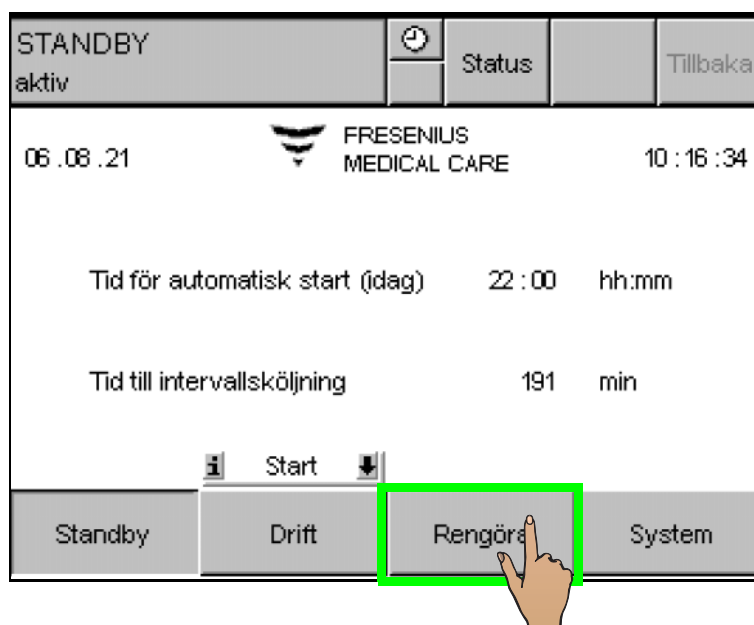 STANDBY
aktiv
Status
Tillbaka
06.08.21
FRESENIUS
MEDICAL CARE
10:16:34
Tid för automatisk start (idag) 22:00 hh:mm
Tid till intervallsköljning 191 min
i Start
Standby
Drift
Rengöra
System